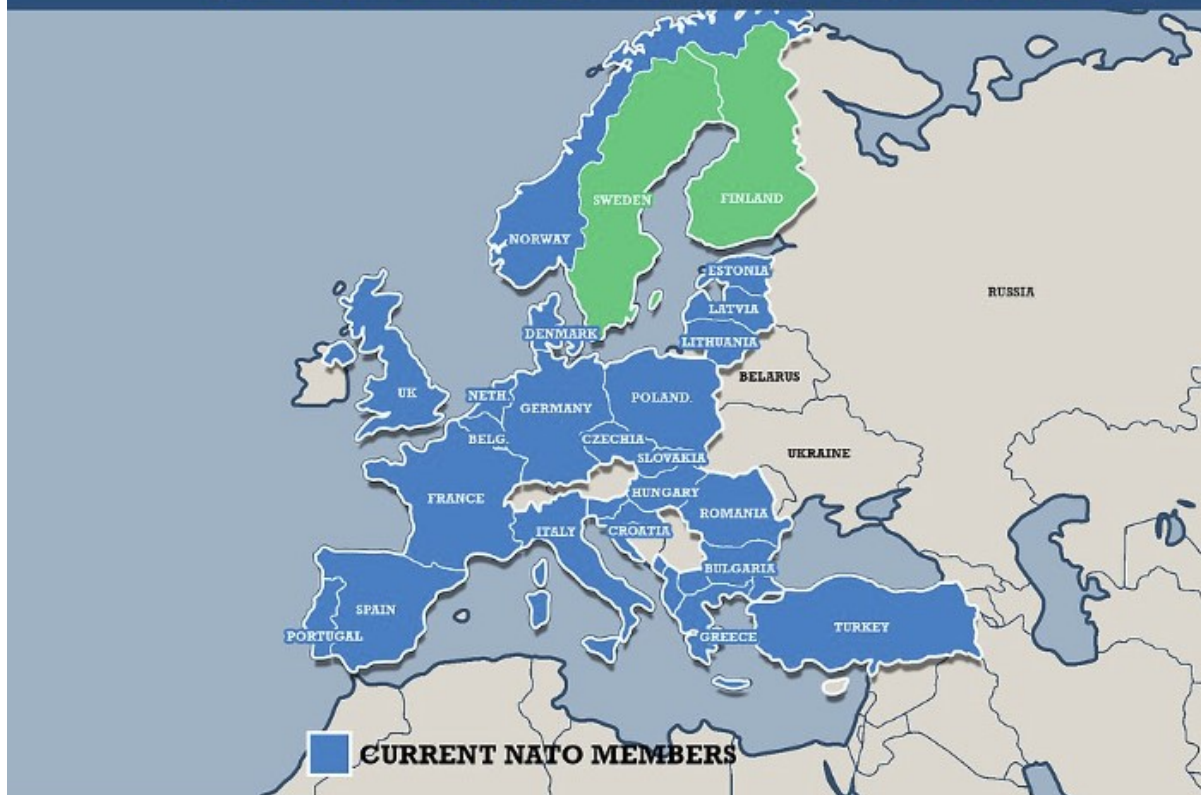 SWEDEN
FINLAND
NORWAY
ESTONIA
RUSSIA
LATVIA
DENMARK
LITHUANIA
BELARUS
UK
NETH.
GERMANY
POLAND.
BELG.
CZECHIA
UKRAINE
SLOVAKIA
FRANCE
HUNGARY
ROMANIA
ITALY
CROATIA
BULGARIA
SPAIN
PORTUGAL
GREECE
TURKEY
CURRENT NATO MEMBERS